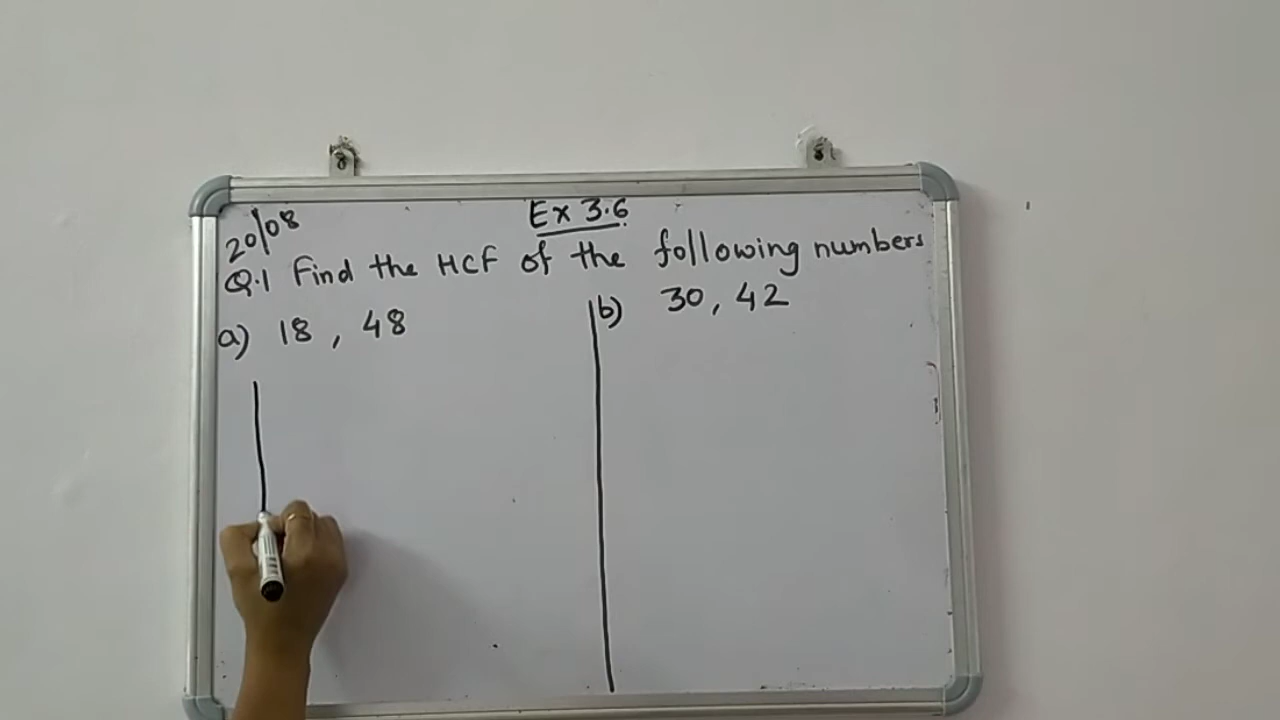 20/08
Ex 3.6
Q.1 Find the HCF of the following numbers
a) 18, 48
b) 30, 42